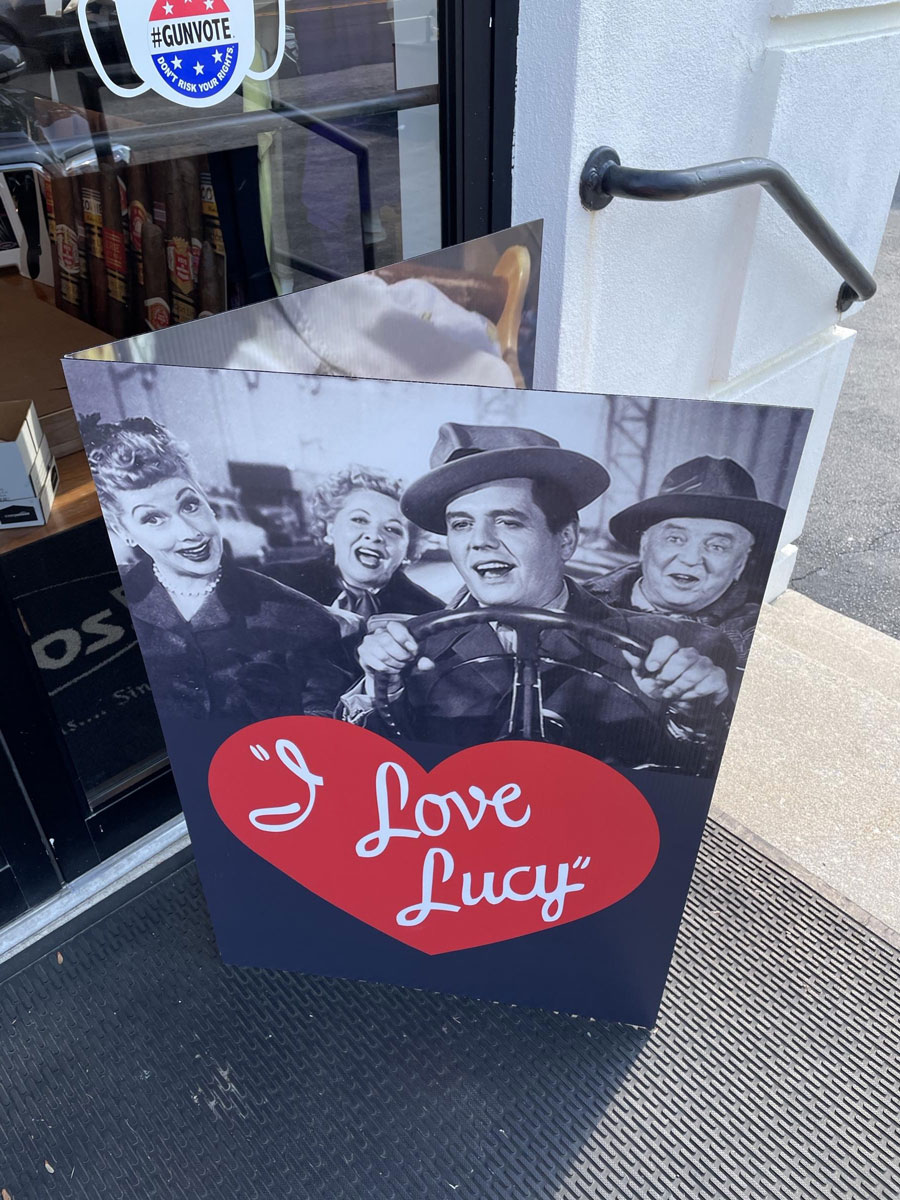 #GUNVOTE.
DON'T RISK YOUR RIGHTS.
"I
Love
Lucy"